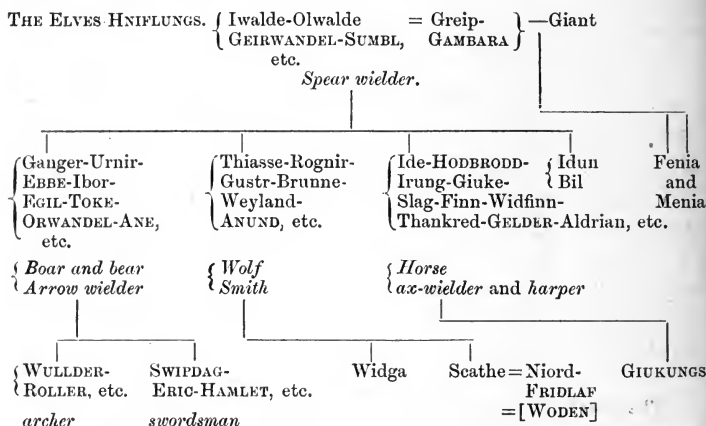 THE ELVES HNIFLUNGS. { Iwalde-Olwalde = Greip- } —Giant
{ GEIRWANDEL-SUMBL, GAMBARA }
etc.
Spear wielder.
{ Ganger-Urnir- { Thiasse-Rognir- { Ide-HODBRODD- { Idun Fenia
EBBE-Ibor- Gustr-Brunne- Irung-Giuke- { Bil and
EGIL-TOKE- Weyland- Slag-Finn-Widfinn- Menia
ORWANDEL-ANE, ANUND, etc. Thankred-GELDER-Aldrian, etc.
etc.
{ Boar and bear { Wolf { Horse
{ Arrow wielder { Smith { ax-wielder and harper
{ WULLDER- SWIPDAG- Widga Scathe = Niord- GIUKUNGS
{ ROLLER, etc. ERIC-HAMLET, etc. FRIDLAF
archer swordsman =[WODEN]